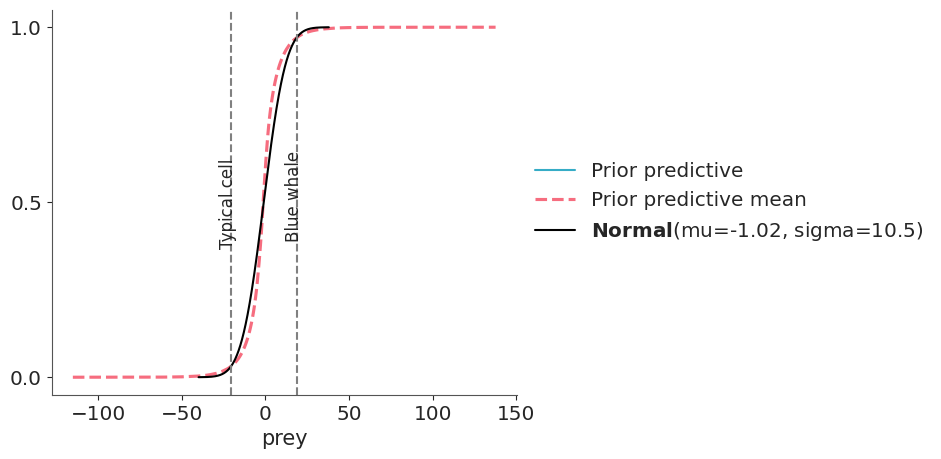 1.0
0.5
0.0
Typical cell
Blue whale
−100
−50
0
50
100
150
prey
Prior predictive
Prior predictive mean
Normal(mu=-1.02, sigma=10.5)